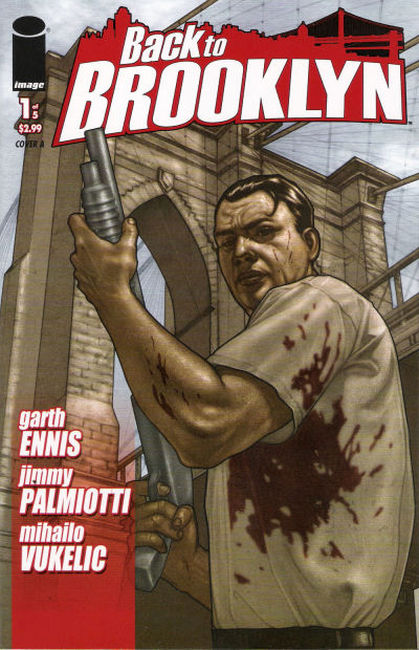 Back to
BROOKLYN
image
1 of 5
$2.99
COVER A
garth
ENNIS
jimmy
PALMIOTTI
mihailo
VUKELIC